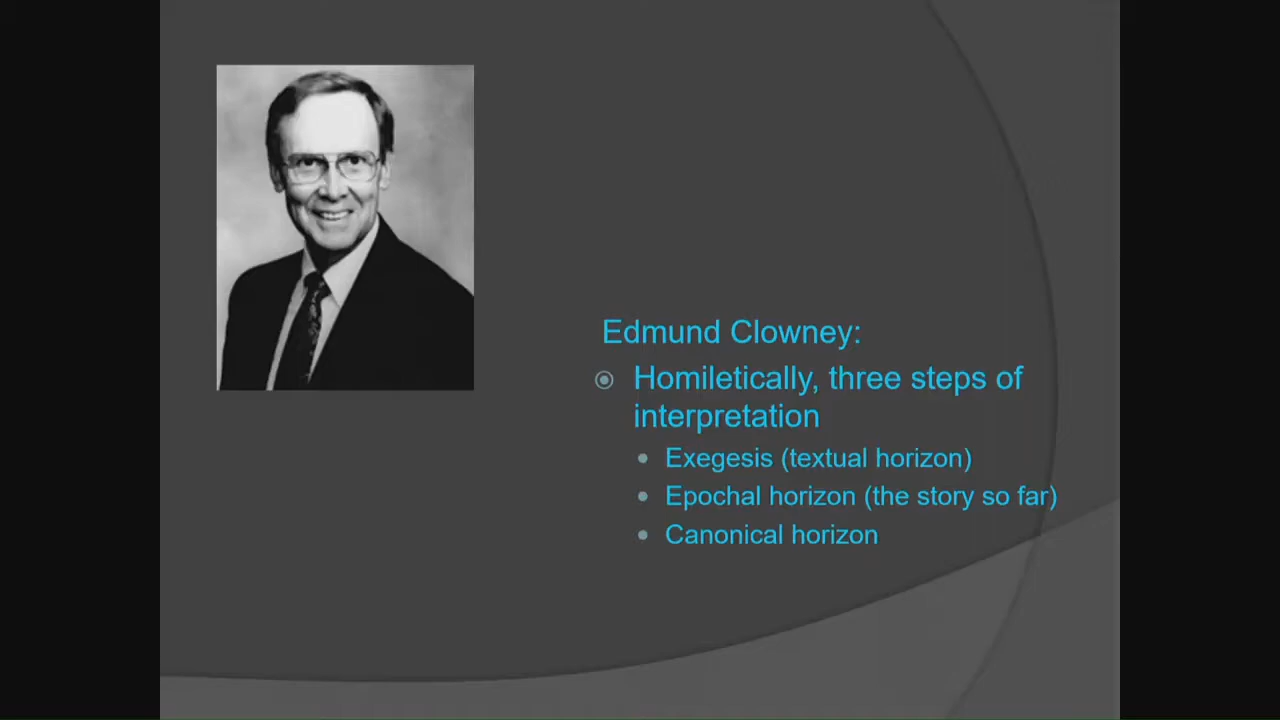 Edmund Clowney:
Homiletically, three steps of
interpretation
Exegesis (textual horizon)
Epochal horizon (the story so far)
Canonical horizon